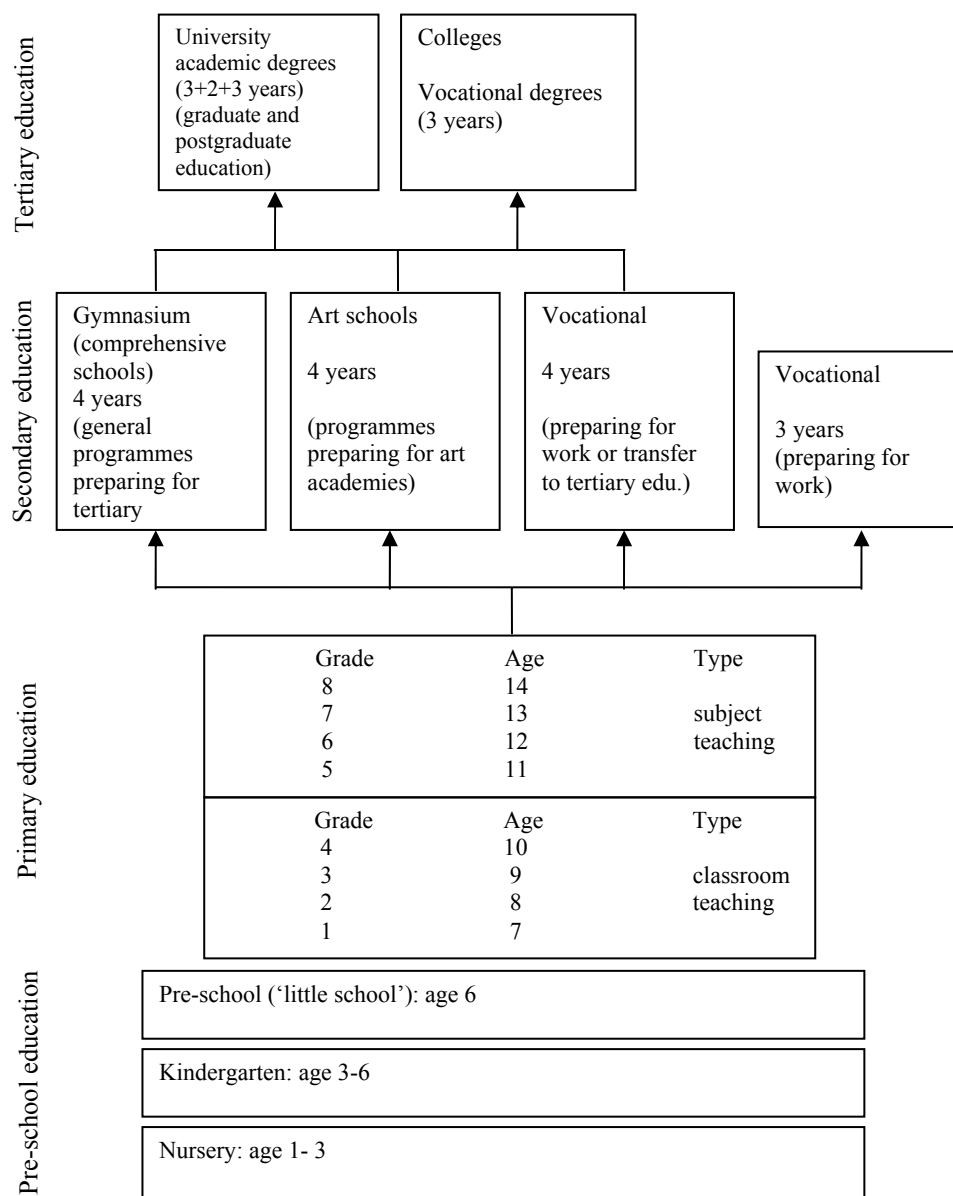 Tertiary education
University
academic degrees
(3+2+3 years)
(graduate and
postgraduate
education)
Colleges
Vocational degrees
(3 years)
Secondary education
Gymnasium
(comprehensive
schools)
4 years
(general
programmes
preparing for
tertiary
Art schools
4 years
(programmes
preparing for art
academies)
Vocational
4 years
(preparing for
work or transfer
to tertiary edu.)
Vocational
3 years
(preparing for
work)
Primary education
Grade Age Type
8 14
7 13 subject
6 12 teaching
5 11
Grade Age Type
4 10
3 9 classroom
2 8 teaching
1 7
Pre-school education
Pre-school (‘little school’): age 6
Kindergarten: age 3-6
Nursery: age 1- 3